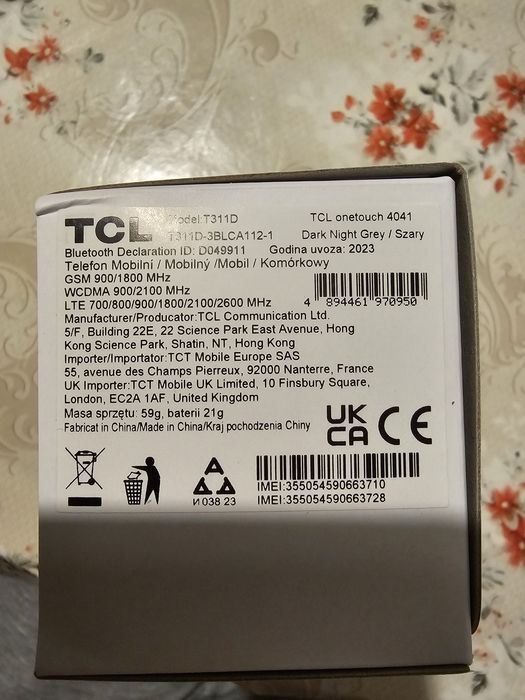 TCL Model:T311D TCL onetouch 4041
T311D-3BLCA112-1 Dark Night Grey / Szary
Bluetooth Declaration ID: D049911 Godina uvoza: 2023
Telefon Mobilní / Mobilný /Mobil / Komórkowy
GSM 900/1800 MHz
WCDMA 900/2100 MHz
LTE 700/800/900/1800/2100/2600 MHz
4 894461 970950
Manufacturer/Producator:TCL Communication Ltd.
5/F, Building 22E, 22 Science Park East Avenue, Hong
Kong Science Park, Shatin, NT, Hong Kong
Importer/Importator:TCT Mobile Europe SAS
55, avenue des Champs Pierreux, 92000 Nanterre, France
UK Importer:TCT Mobile UK Limited, 10 Finsbury Square,
London, EC2A 1AF, United Kingdom
Masa sprzętu: 59g, baterii 21g
Fabricat in China/Made in China/Kraj pochodzenia Chiny
UK
CA CE
A
A A
И 038 23
IMEI:355054590663710
IMEI:355054590663728